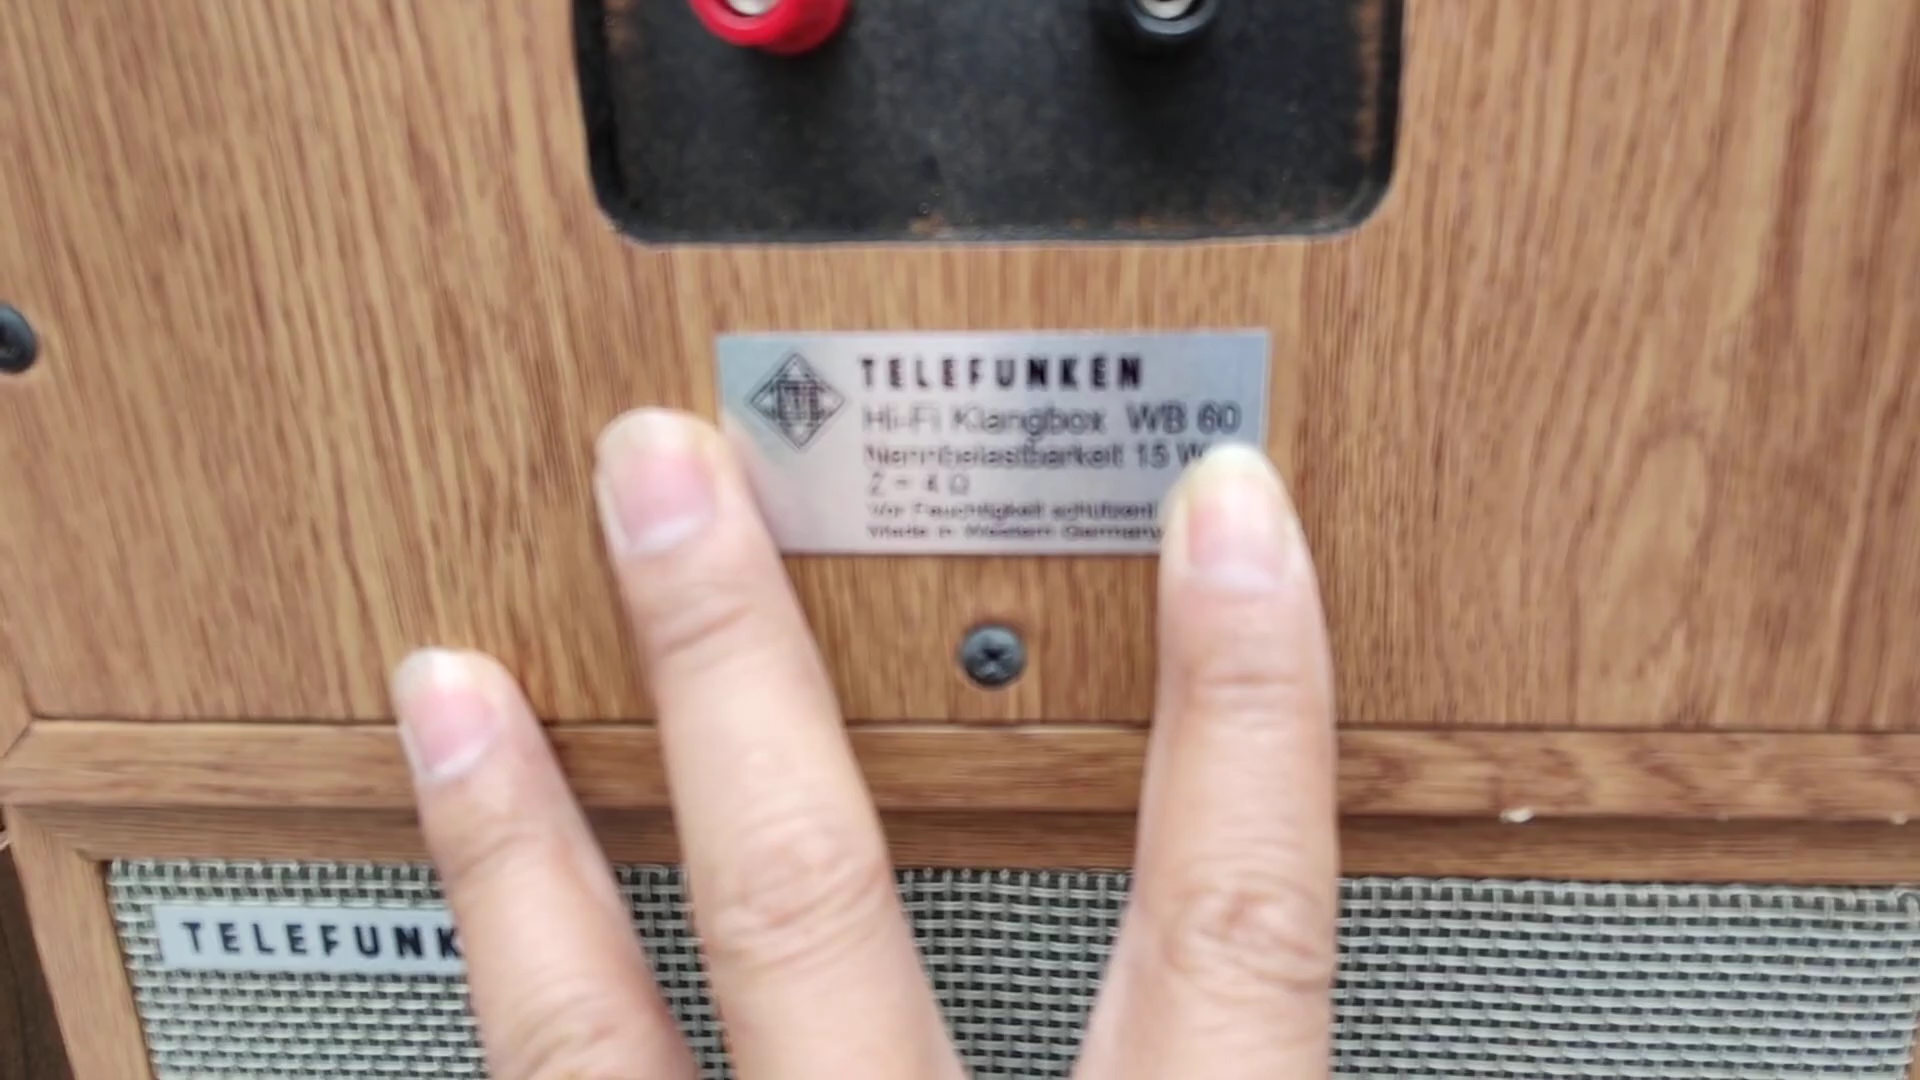 TELEFUNKEN
Hi-Fi Klangbox WB 60
Nennbelastbarkeit 15 W
Z = 4 Ω
Vor Feuchtigkeit schützen!
Made in Western Germany
TELEFUNK